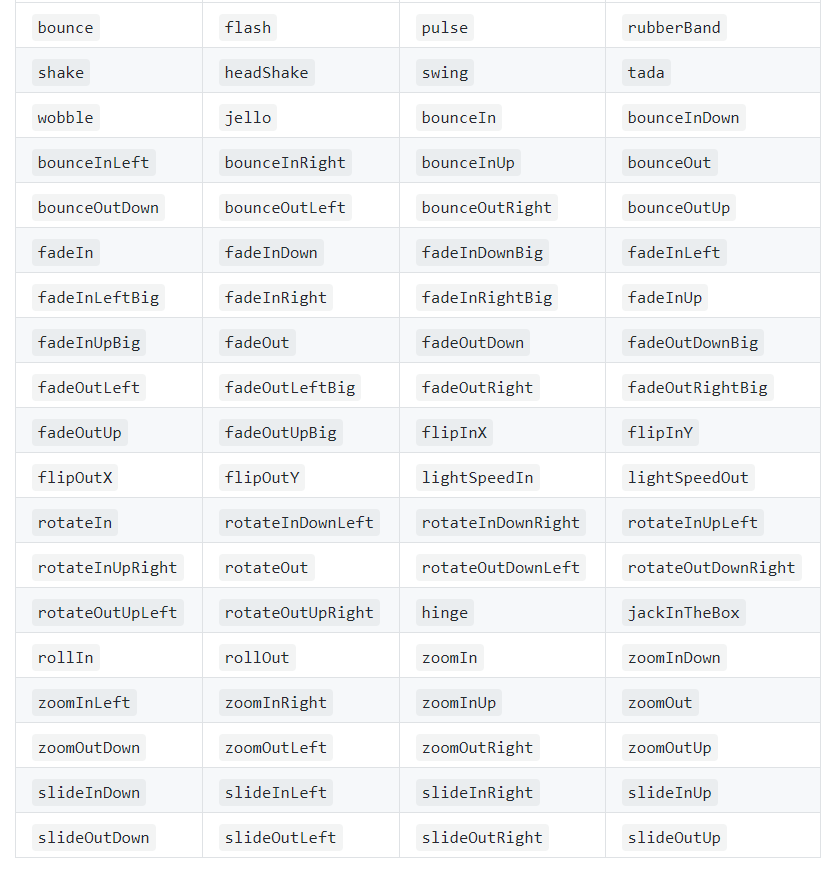 bounce flash pulse rubberBand
shake headShake swing tada
wobble jello bounceIn bounceInDown
bounceInLeft bounceInRight bounceInUp bounceOut
bounceOutDown bounceOutLeft bounceOutRight bounceOutUp
fadeIn fadeInDown fadeInDownBig fadeInLeft
fadeInLeftBig fadeInRight fadeInRightBig fadeInUp
fadeInUpBig fadeOut fadeOutDown fadeOutDownBig
fadeOutLeft fadeOutLeftBig fadeOutRight fadeOutRightBig
fadeOutUp fadeOutUpBig flipInX flipInY
flipOutX flipOutY lightSpeedIn lightSpeedOut
rotateIn rotateInDownLeft rotateInDownRight rotateInUpLeft
rotateInUpRight rotateOut rotateOutDownLeft rotateOutDownRight
rotateOutUpLeft rotateOutUpRight hinge jackInTheBox
rollIn rollOut zoomIn zoomInDown
zoomInLeft zoomInRight zoomInUp zoomOut
zoomOutDown zoomOutLeft zoomOutRight zoomOutUp
slideInDown slideInLeft slideInRight slideInUp
slideOutDown slideOutLeft slideOutRight slideOutUp